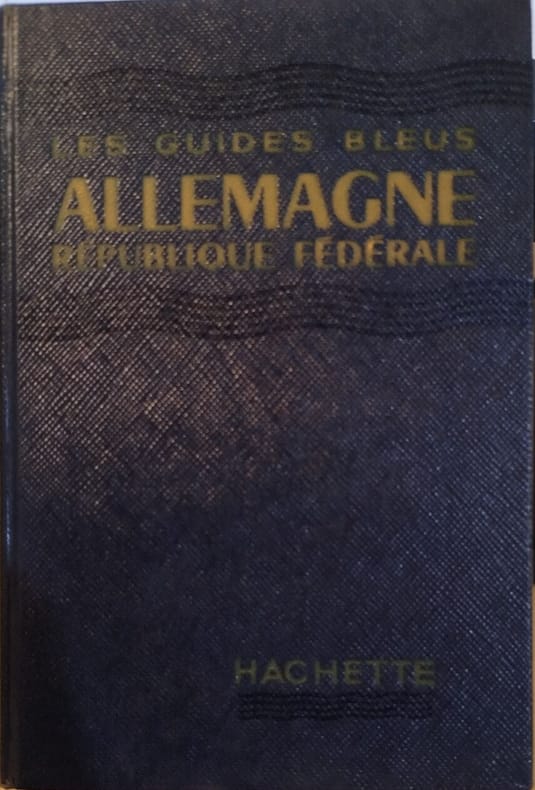 LES GUIDES BLEUS
ALLEMAGNE
RÉPUBLIQUE FÉDÉRALE
HACHETTE